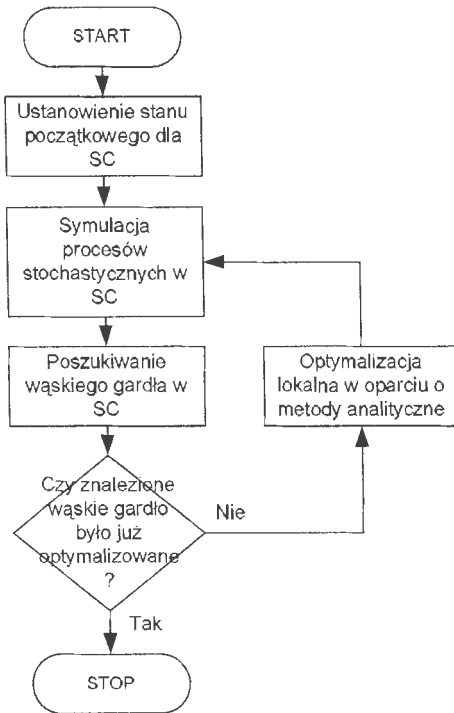 START
Ustanowienie stanu
początkowego dla
SC
Symulacja
procesów
stochastycznych w
SC
Poszukiwanie
wąskiego gardła w
SC
Optymalizacja
lokalna w oparciu o
metody analityczne
Czy znalezione
wąskie gardło
było już
optymalizowane
?
Nie
Tak
STOP